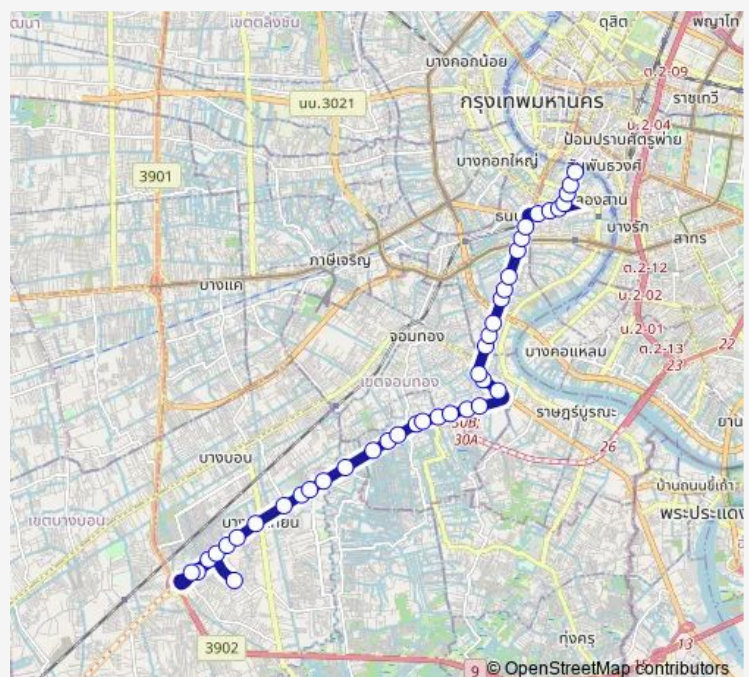 ดุสิต
พญาไท
เขตตลิ่งชัน
บางกอกน้อย
ต.2-09
นบ.3021
กรุงเทพมหานคร
ราชเทวี
น.2-04
ป้อมปราบศัตรูพ่าย
บางกอกใหญ่
สัมพันธวงศ์
3901
คลองสาน
บางรัก
สาทร
ภาษีเจริญ
ต.2-12
บางแค
น.2-02
จอมทอง
น.2-01
ต.2-13
22
บางคอแหลม
23
เขตจอมทอง
ราษฎร์บูรณะ
30B;
30A
26
บางบอน
บ้านถนนขี้เถ้า
พระประแดง
เขตบางบอน
ทุ่งครุ
3902
13
9
© OpenStreetMap contributors